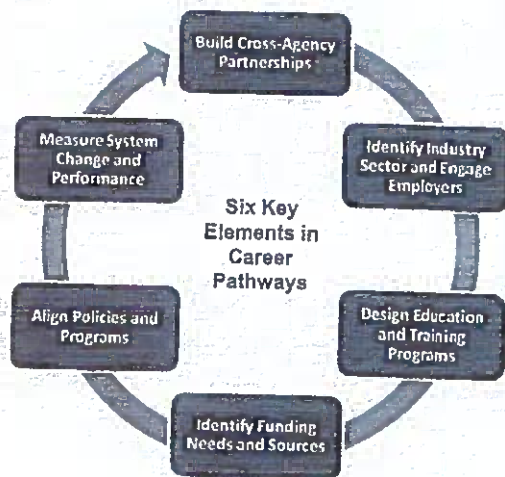 Build Cross-Agency
Partnerships
Identify Industry
Sector and Engage
Employers
Design Education
and Training
Programs
Identify Funding
Needs and Sources
Align Policies and
Programs
Measure System
Change and
Performance
Six Key
Elements in
Career
Pathways